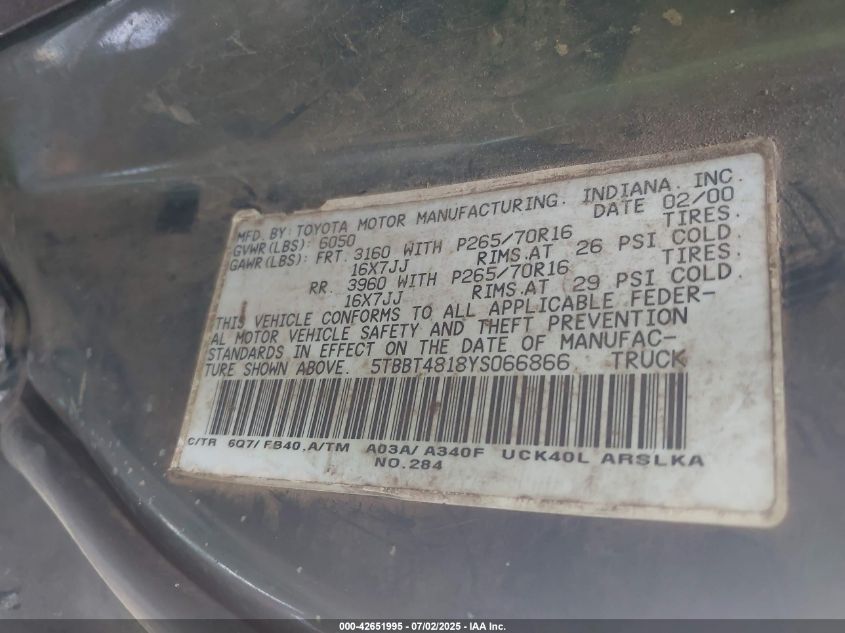 MFD. BY: TOYOTA MOTOR MANUFACTURING. INDIANA. INC.
GVWR(LBS): 6050 DATE 02/00
GAWR(LBS): FRT. 3160 WITH P265/70R16 TIRES.
16X7JJ RIMS.AT 26 PSI COLD.
RR. 3960 WITH P265/70R16 TIRES.
16X7JJ RIMS.AT 29 PSI COLD.
THIS VEHICLE CONFORMS TO ALL APPLICABLE FEDER-
AL MOTOR VEHICLE SAFETY AND THEFT PREVENTION
STANDARDS IN EFFECT ON THE DATE OF MANUFAC-
TURE SHOWN ABOVE. 5TBBT4818YS066866 TRUCK
C/TR 6Q7/FB40.A/TM A03A/A340F UCK40L ARSLKA
NO.284
000-42651995 - 07/02/2025 - IAA Inc.